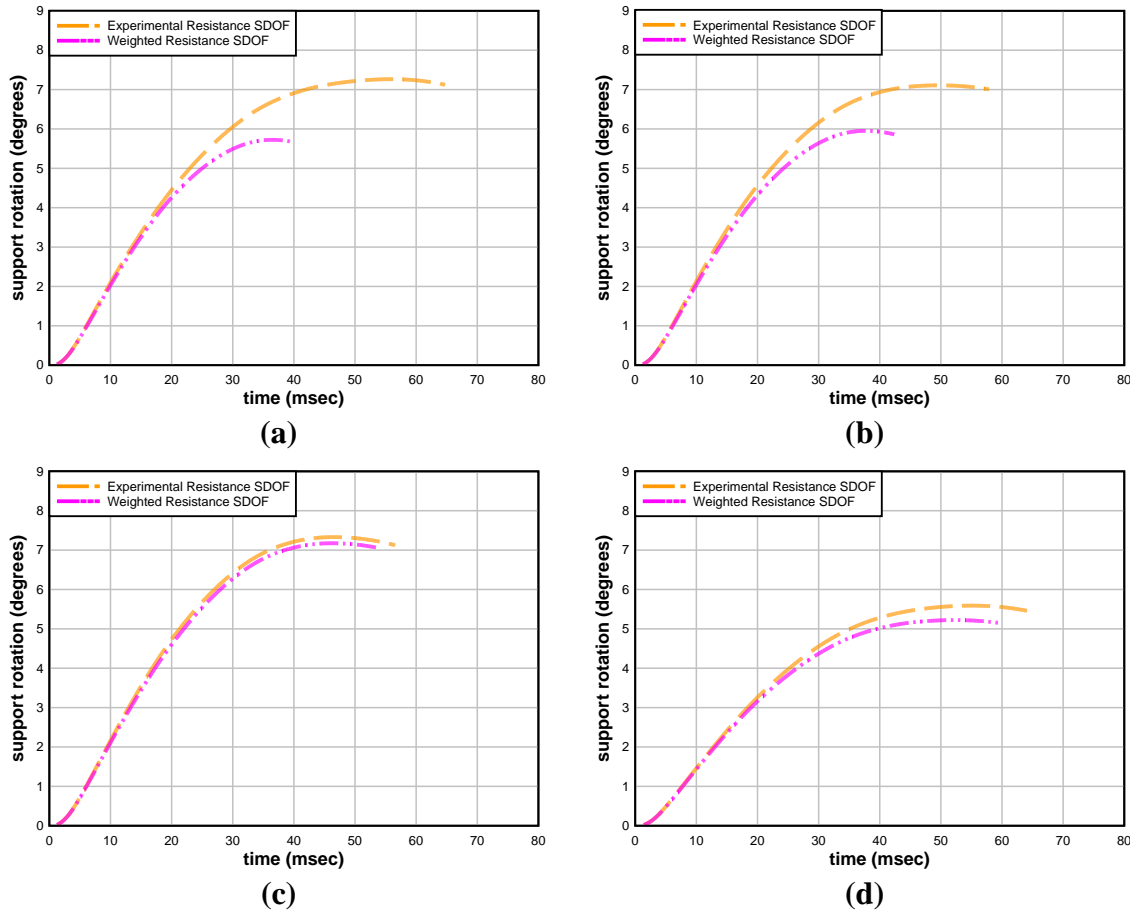 Experimental Resistance SDOF
Weighted Resistance SDOF
support rotation (degrees)
9
8
7
6
5
4
3
2
1
0
0 10 20 30 40 50 60 70 80
time (msec)
(a)
Experimental Resistance SDOF
Weighted Resistance SDOF
support rotation (degrees)
9
8
7
6
5
4
3
2
1
0
0 10 20 30 40 50 60 70 80
time (msec)
(b)
Experimental Resistance SDOF
Weighted Resistance SDOF
support rotation (degrees)
9
8
7
6
5
4
3
2
1
0
0 10 20 30 40 50 60 70 80
time (msec)
(c)
Experimental Resistance SDOF
Weighted Resistance SDOF
support rotation (degrees)
9
8
7
6
5
4
3
2
1
0
0 10 20 30 40 50 60 70 80
time (msec)
(d)